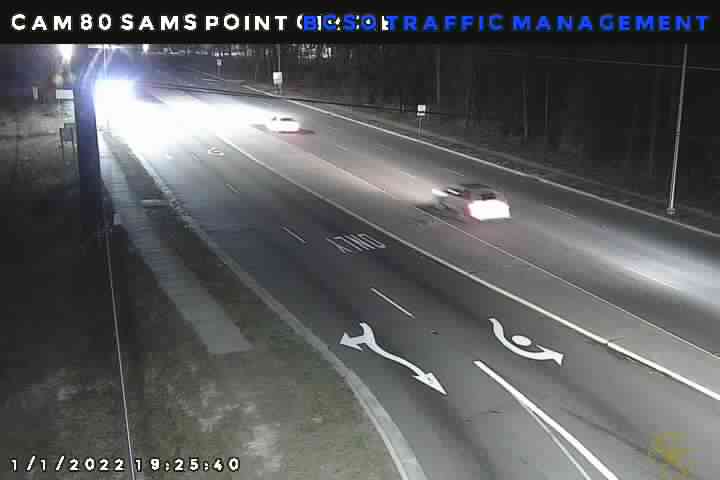 CAM 80 SAMS POINT
BCSO TRAFFIC MANAGEMENT
ONLY
1/1/2022 19:25:40